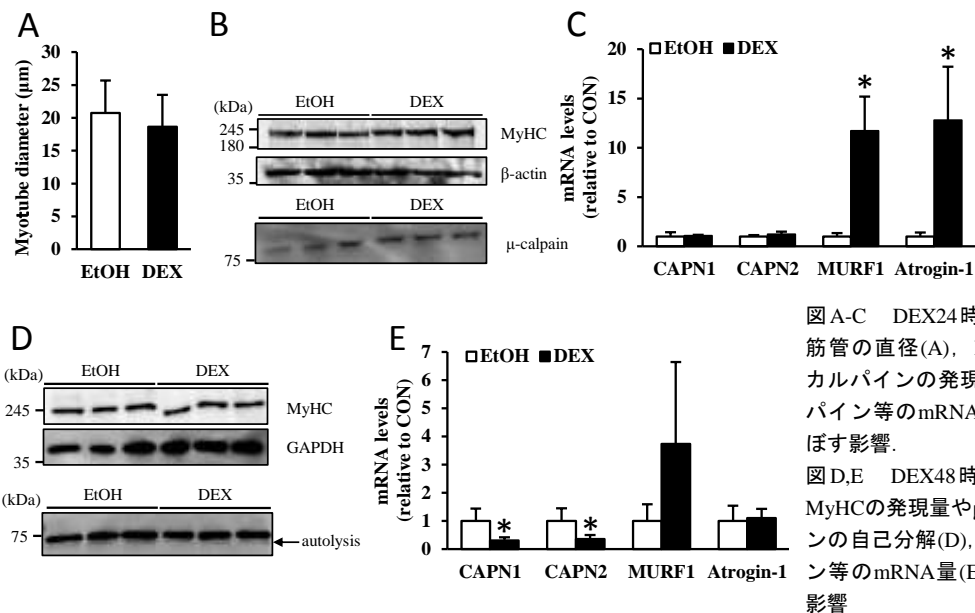 A
Myotube diameter (μm)
30
25
20
15
10
5
0
EtOH DEX
B
(kDa)
EtOH DEX
245
180
MyHC
35
β-actin
EtOH DEX
75
μ-calpain
C
EtOH DEX
mRNA levels
(relative to CON)
20
15
10
5
0
* *
CAPN1 CAPN2 MURF1 Atrogin-1
図A-C DEX24時
筋管の直径(A),
カルパインの発現
パイン等のmRNA
ぼす影響.
図D,E DEX48時
MyHCの発現量や
ンの自己分解(D),
ン等のmRNA量(E
影響
D
(kDa)
EtOH DEX
245
MyHC
35
GAPDH
EtOH DEX
75
autolysis
E
EtOH DEX
mRNA levels
(relative to CON)
7
6
5
4
3
2
1
0
* *
CAPN1 CAPN2 MURF1 Atrogin-1